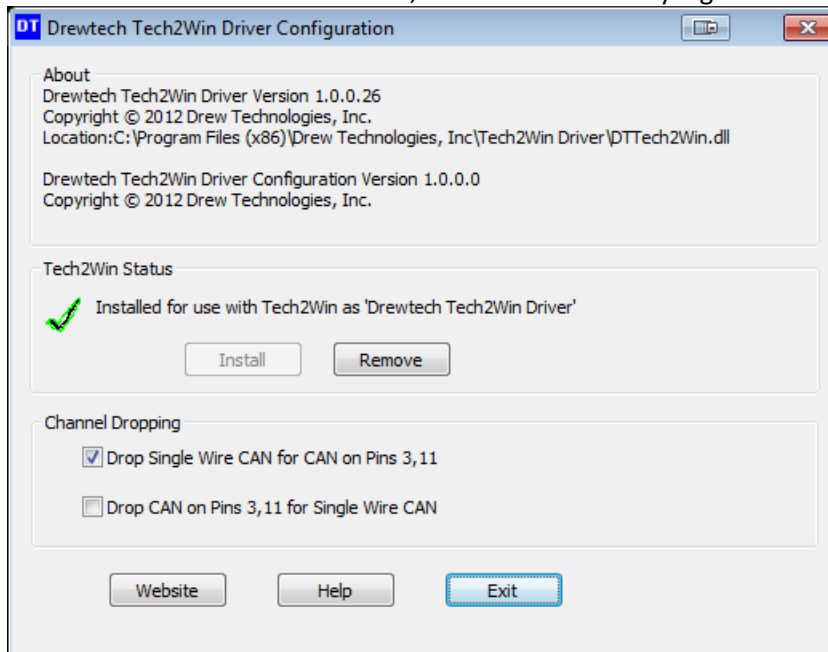 DT Drewtech Tech2Win Driver Configuration
About
Drewtech Tech2Win Driver Version 1.0.0.26
Copyright © 2012 Drew Technologies, Inc.
Location:C:\Program Files (x86)\Drew Technologies, Inc\Tech2Win Driver\DTTech2Win.dll
Drewtech Tech2Win Driver Configuration Version 1.0.0.0
Copyright © 2012 Drew Technologies, Inc.
Tech2Win Status
Installed for use with Tech2Win as 'Drewtech Tech2Win Driver'
Install Remove
Channel Dropping
Drop Single Wire CAN for CAN on Pins 3,11
Drop CAN on Pins 3,11 for Single Wire CAN
Website Help Exit